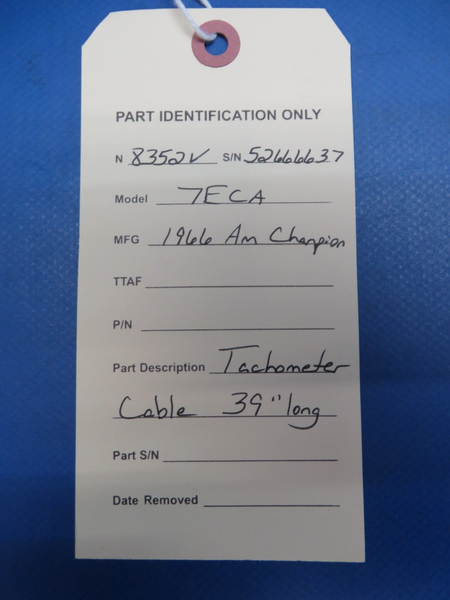 PART IDENTIFICATION ONLY
N 8352V S/N 52666637
Model 7ECA
MFG 1966 Am Champion
TTAF
P/N
Part Description Tachometer
Cable 39" long
Part S/N
Date Removed